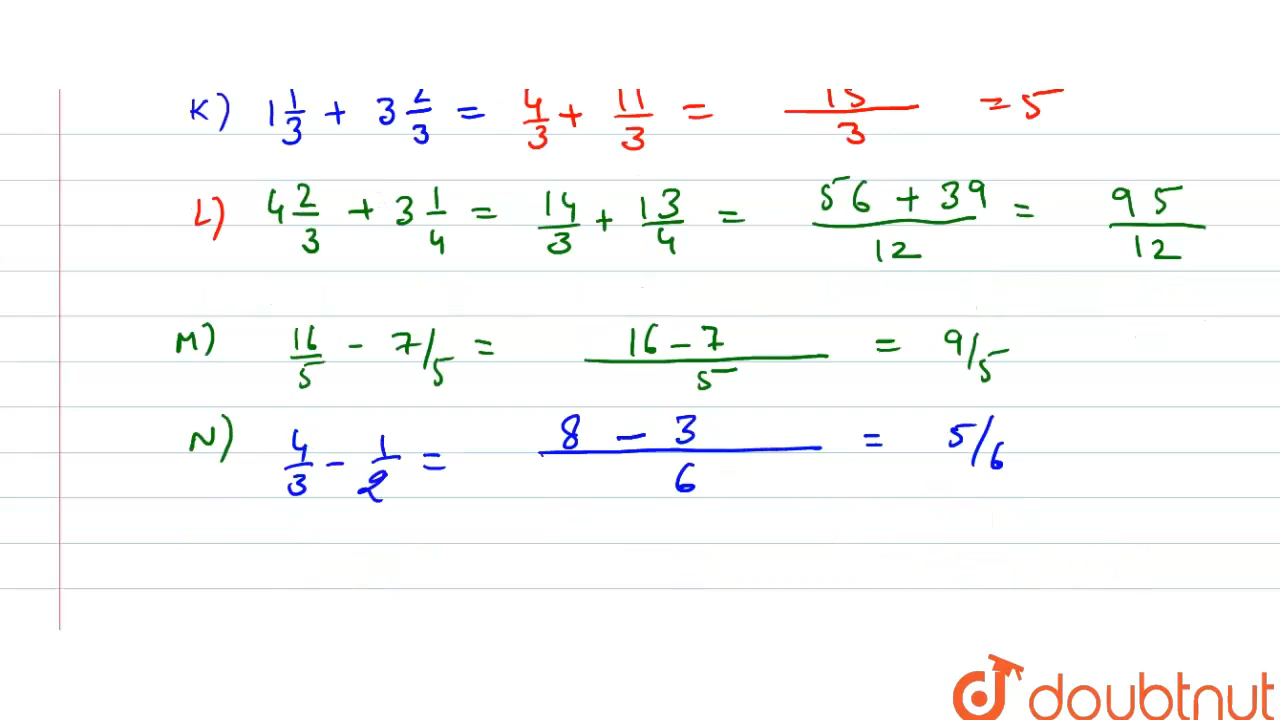 K) 1 1/3 + 3 2/3 = 4/3 + 11/3 = 15/3 = 5
L) 4 2/3 + 3 1/4 = 14/3 + 13/4 = 56 + 39/12 = 95/12
M) 16/5 - 7/5 = 16 - 7/5 = 9/5
N) 4/3 - 1/2 = 8 - 3/6 = 5/6
doubtnut